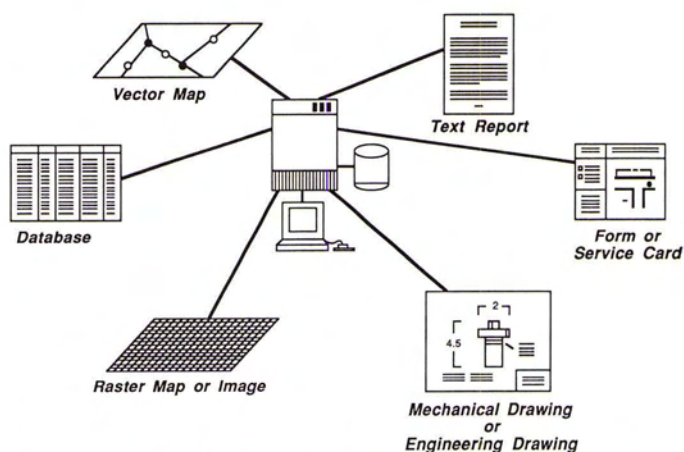 Vector Map
Text Report
Database
Form or
Service Card
2
4.5
Raster Map or Image
Mechanical Drawing
or
Engineering Drawing